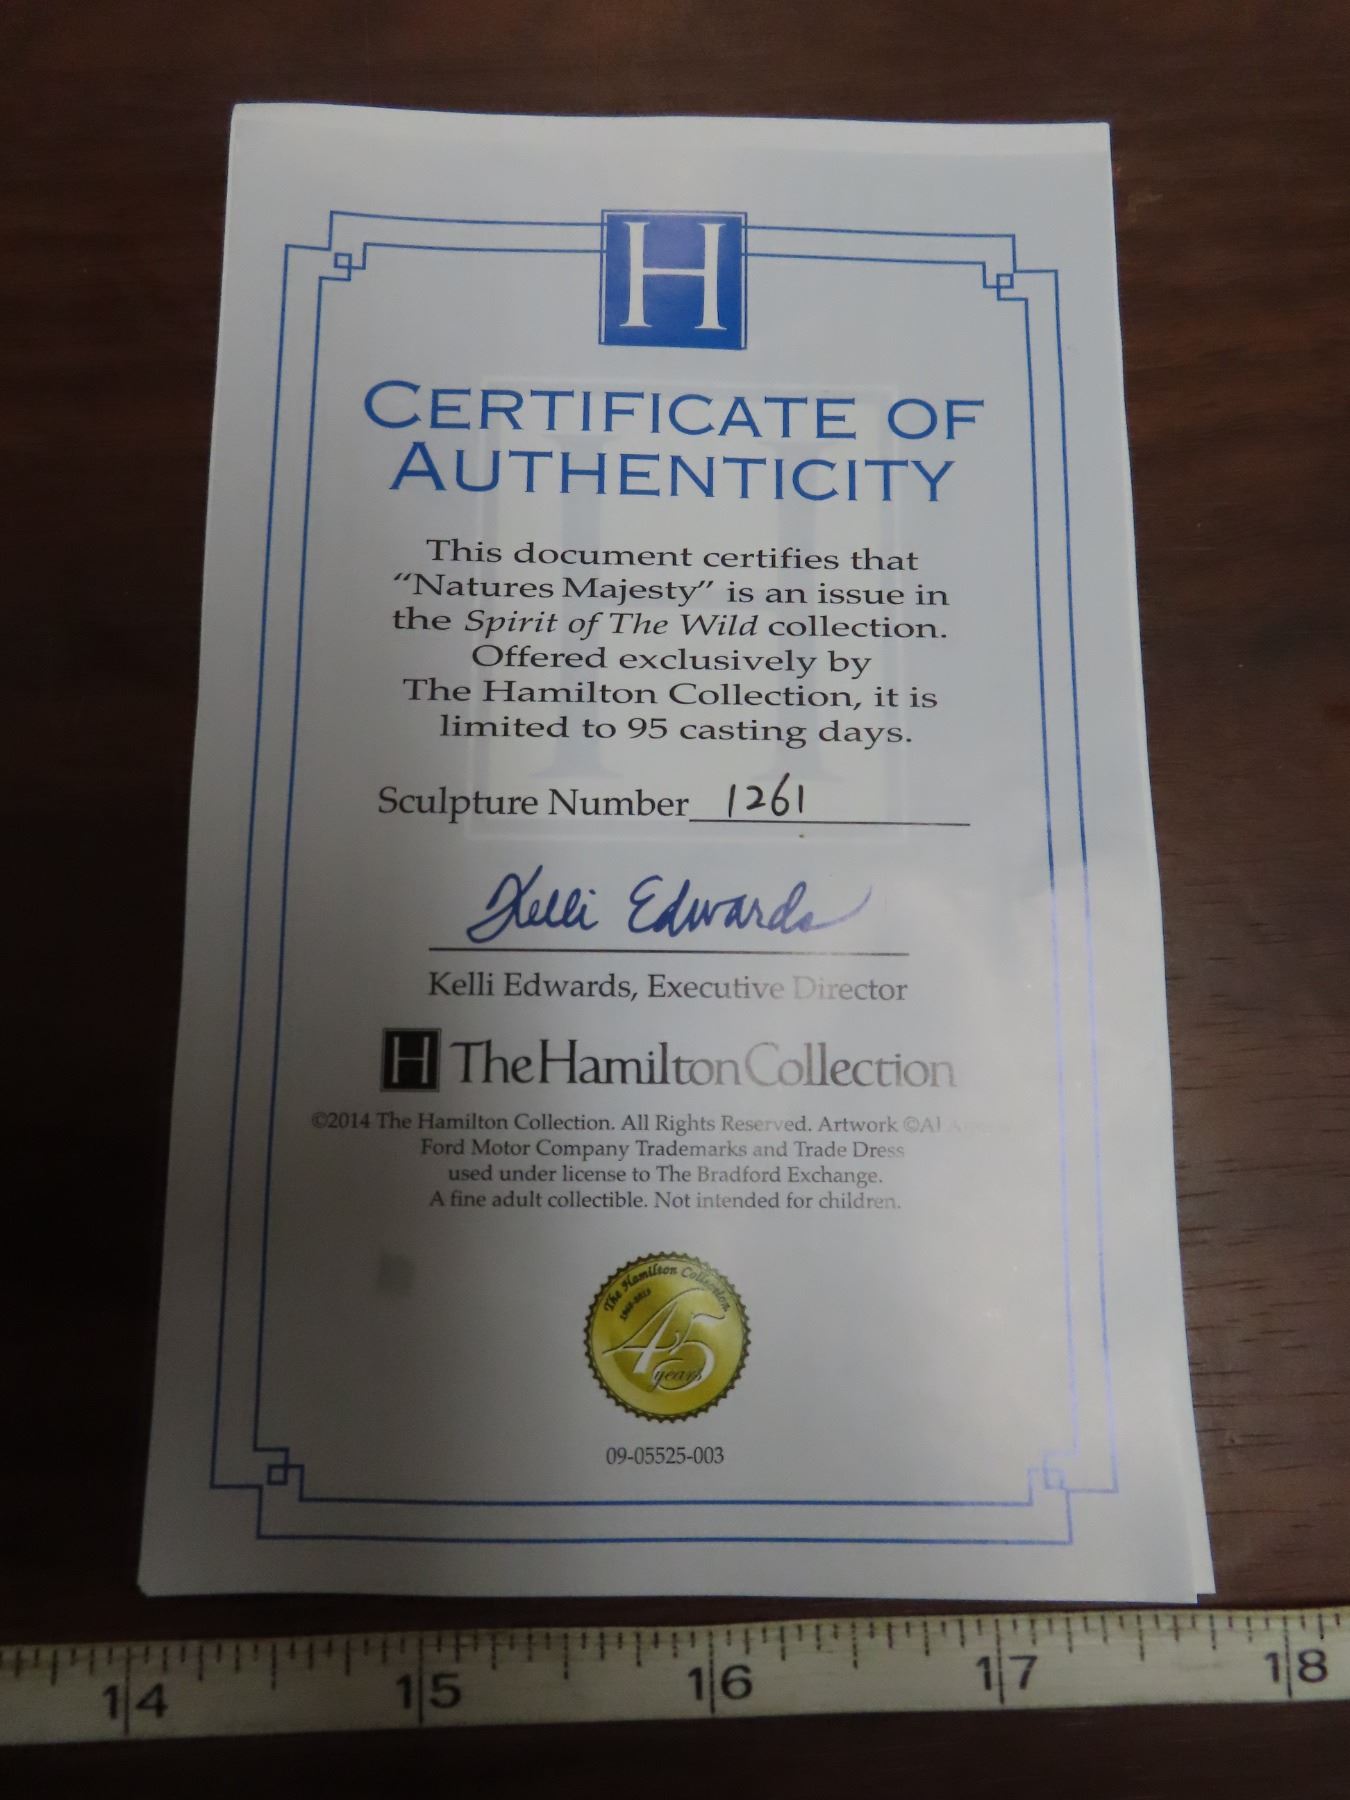 H
CERTIFICATE OF
AUTHENTICITY
This document certifies that
“Natures Majesty” is an issue in
the Spirit of The Wild collection.
Offered exclusively by
The Hamilton Collection, it is
limited to 95 casting days.
Sculpture Number 1261
Kelli Edwards
Kelli Edwards, Executive Director
H The Hamilton Collection
©2014 The Hamilton Collection. All Rights Reserved. Artwork ©Al
Ford Motor Company Trademarks and Trade Dress
used under license to The Bradford Exchange.
A fine adult collectible. Not intended for children.
The Hamilton Collection
45
years
09-05525-003
14 15 16 17 18